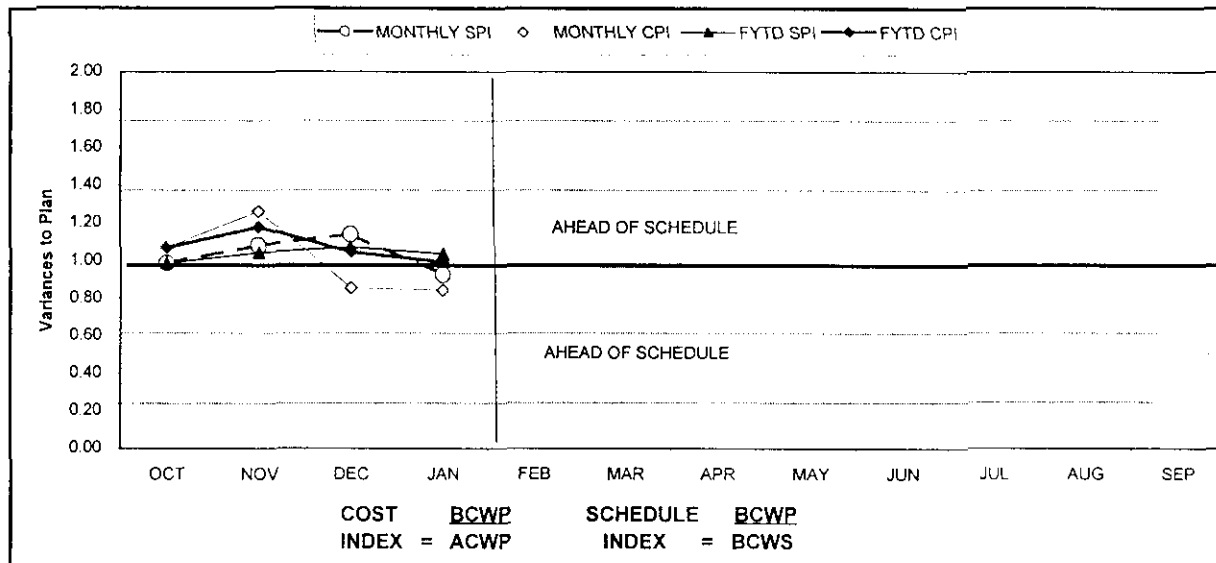 MONTHLY SPI MONTHLY CPI FYTD SPI FYTD CPI
Variances to Plan
2.00
1.80
1.60
1.40
1.20
1.00
0.80
0.60
0.40
0.20
0.00
AHEAD OF SCHEDULE
AHEAD OF SCHEDULE
OCT NOV DEC JAN FEB MAR APR MAY JUN JUL AUG SEP
COST BCWP SCHEDULE BCWP
INDEX = ACWP INDEX = BCWS